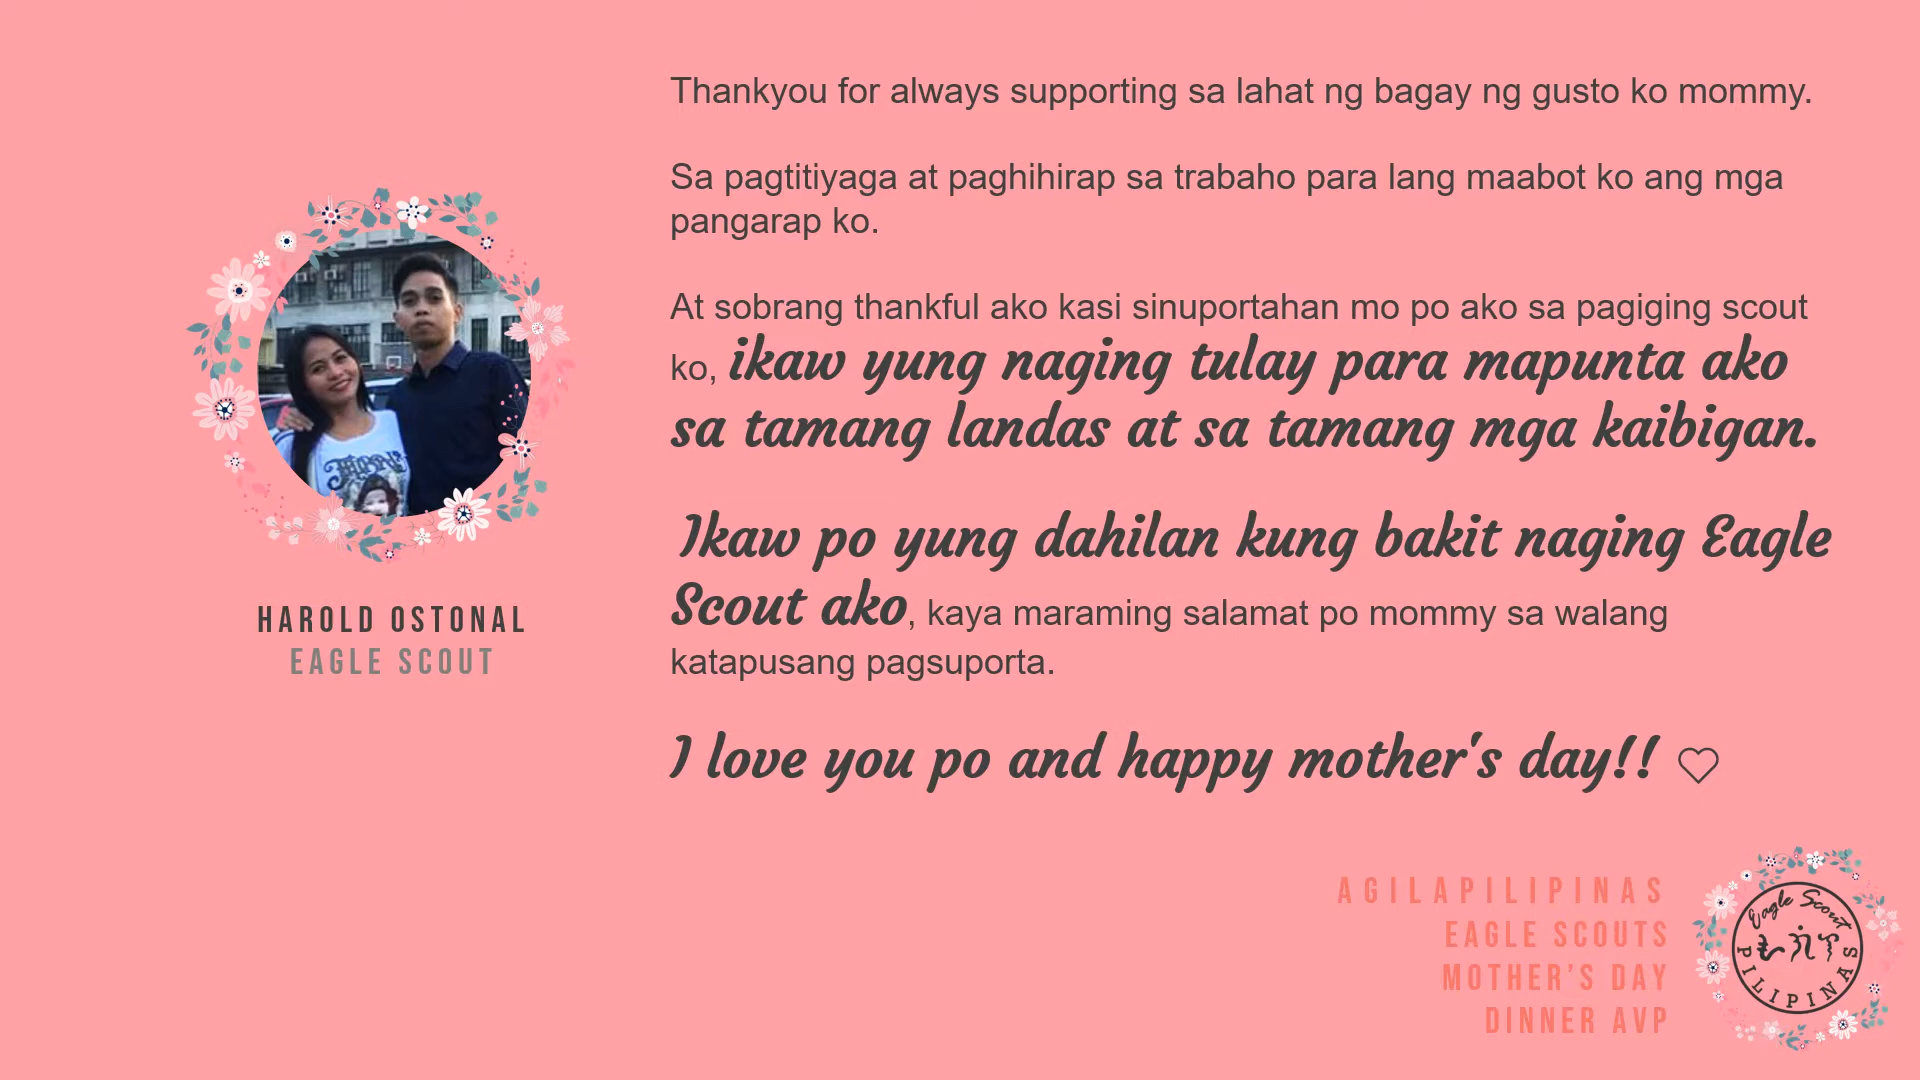 Thankyou for always supporting sa lahat ng bagay ng gusto ko mommy.
Sa pagtitiyaga at paghihirap sa trabaho para lang maabot ko ang mga
pangarap ko.
At sobrang thankful ako kasi sinuportahan mo po ako sa pagiging scout
ko, ikaw yung naging tulay para mapunta ako
sa tamang landas at sa tamang mga kaibigan.
Ikaw po yung dahilan kung bakit naging Eagle
Scout ako, kaya maraming salamat po mommy sa walang
katapusang pagsuporta.
I love you po and happy mother's day!! ♡
HAROLD OSTONAL
EAGLE SCOUT
AGILAPILIPINAS
EAGLE SCOUTS
MOTHER'S DAY
DINNER AVP
Eagle Scout
PILIPINAS